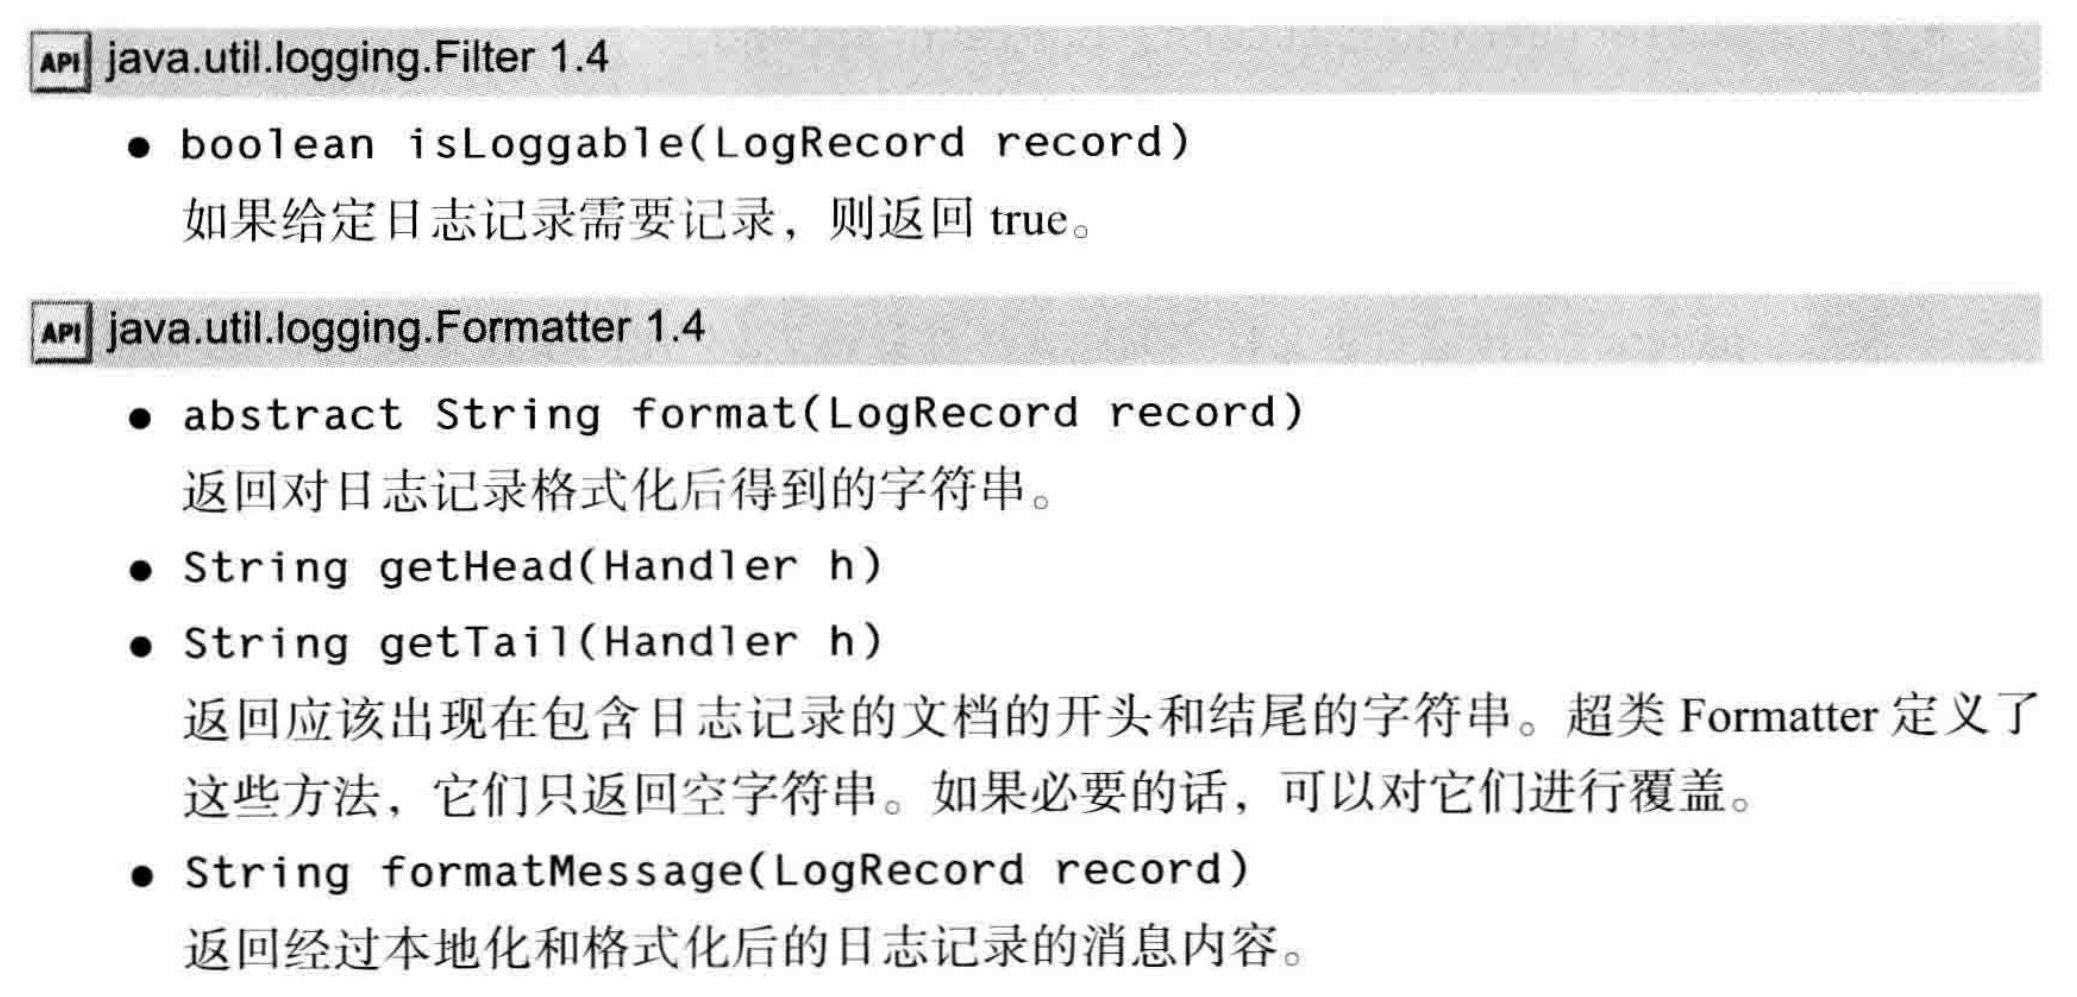 API java.util.logging.Filter 1.4
● boolean isLoggable(LogRecord record)
如果给定日志记录需要记录，则返回 true。
API java.util.logging.Formatter 1.4
● abstract String format(LogRecord record)
返回对日志记录格式化后得到的字符串。
● String getHead(Handler h)
● String getTail(Handler h)
返回应该出现在包含日志记录的文档的开头和结尾的字符串。超类 Formatter 定义了
这些方法，它们只返回空字符串。如果必要的话，可以对它们进行覆盖。
● String formatMessage(LogRecord record)
返回经过本地化和格式化后的日志记录的消息内容。